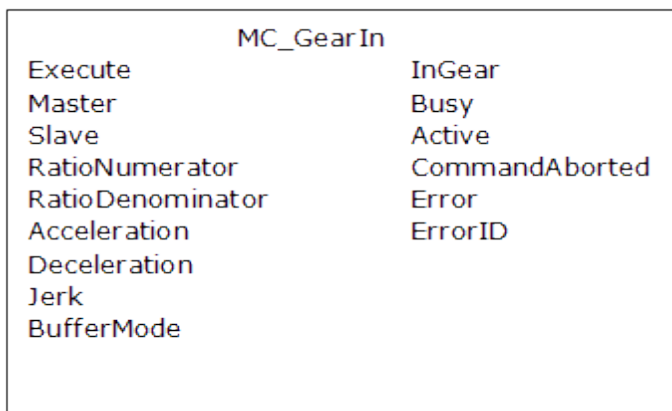 MC_GearIn
Execute InGear
Master Busy
Slave Active
RatioNumerator CommandAborted
RatioDenominator Error
Acceleration ErrorID
Deceleration
Jerk
BufferMode